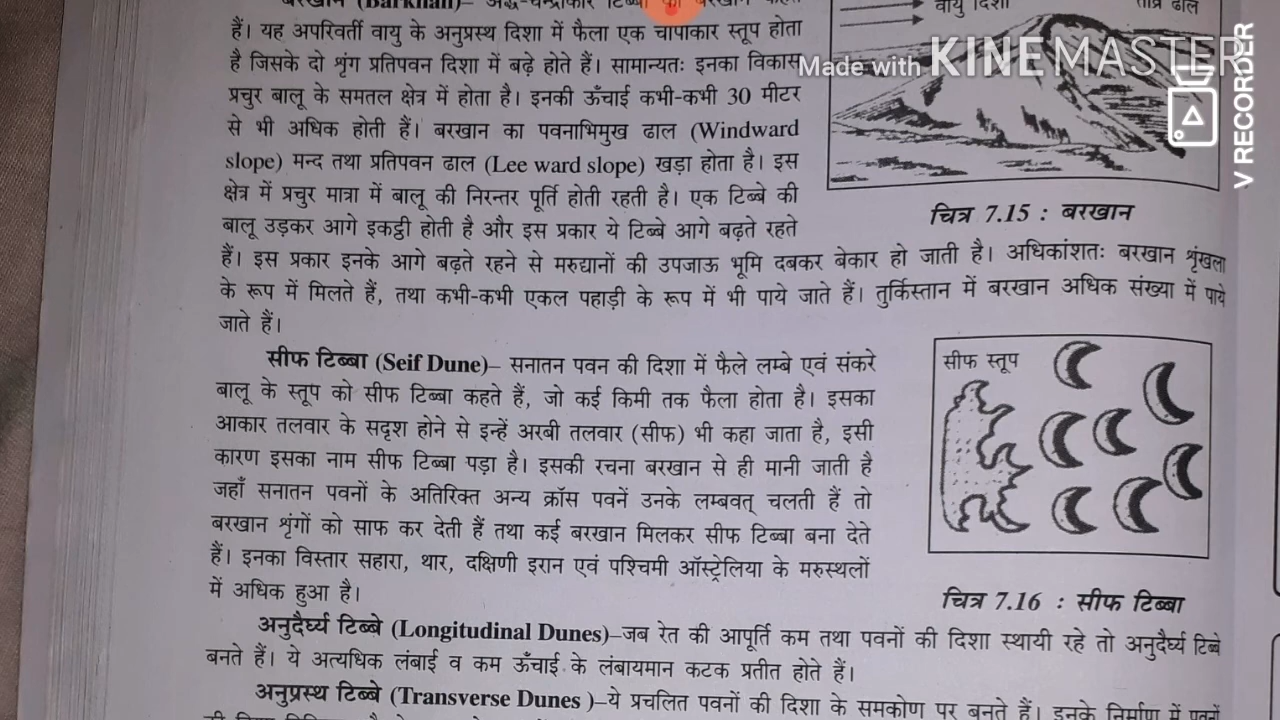 बरखान (Barkhan)– अर्द्ध-चन्द्राकार टिब्बों को बरखान कहते
हैं। यह अपरिवर्ती वायु के अनुप्रस्थ दिशा में फैला एक चापाकार स्तूप होता
है जिसके दो शृंग प्रतिपवन दिशा में बढ़े होते हैं। सामान्यतः इनका विकास
प्रचुर बालू के समतल क्षेत्र में होता है। इनकी ऊँचाई कभी-कभी 30 मीटर
से भी अधिक होती हैं। बरखान का पवनाभिमुख ढाल (Windward
slope) मन्द तथा प्रतिपवन ढाल (Lee ward slope) खड़ा होता है। इस
क्षेत्र में प्रचुर मात्रा में बालू की निरन्तर पूर्ति होती रहती है। एक टिब्बे की
बालू उड़कर आगे इकट्ठी होती है और इस प्रकार ये टिब्बे आगे बढ़ते रहते
हैं। इस प्रकार इनके आगे बढ़ते रहने से मरुद्यानों की उपजाऊ भूमि दबकर बेकार हो जाती है। अधिकांशतः बरखान शृंखला
के रूप में मिलते हैं, तथा कभी-कभी एकल पहाड़ी के रूप में भी पाये जाते हैं। तुर्किस्तान में बरखान अधिक संख्या में पाये
जाते हैं।
वायु दिशा
तीव्र ढाल
Made with KINEMASTER
V RECORDER
चित्र 7.15 : बरखान
सीफ टिब्बा (Seif Dune)– सनातन पवन की दिशा में फैले लम्बे एवं संकरे
बालू के स्तूप को सीफ टिब्बा कहते हैं, जो कई किमी तक फैला होता है। इसका
आकार तलवार के सदृश होने से इन्हें अरबी तलवार (सीफ) भी कहा जाता है, इसी
कारण इसका नाम सीफ टिब्बा पड़ा है। इसकी रचना बरखान से ही मानी जाती है
जहाँ सनातन पवनों के अतिरिक्त अन्य क्रॉस पवनें उनके लम्बवत् चलती हैं तो
बरखान शृंगों को साफ कर देती हैं तथा कई बरखान मिलकर सीफ टिब्बा बना देते
हैं। इनका विस्तार सहारा, थार, दक्षिणी इरान एवं पश्चिमी ऑस्ट्रेलिया के मरुस्थलों
में अधिक हुआ है।
सीफ स्तूप
चित्र 7.16 : सीफ टिब्बा
अनुदैर्घ्य टिब्बे (Longitudinal Dunes)–जब रेत की आपूर्ति कम तथा पवनों की दिशा स्थायी रहे तो अनुदैर्घ्य टिब्बे
बनते हैं। ये अत्यधिक लंबाई व कम ऊँचाई के लंबायमान कटक प्रतीत होते हैं।
अनुप्रस्थ टिब्बे (Transverse Dunes )–ये प्रचलित पवनों की दिशा के समकोण पर बनते हैं। इनके निर्माण में पवनों